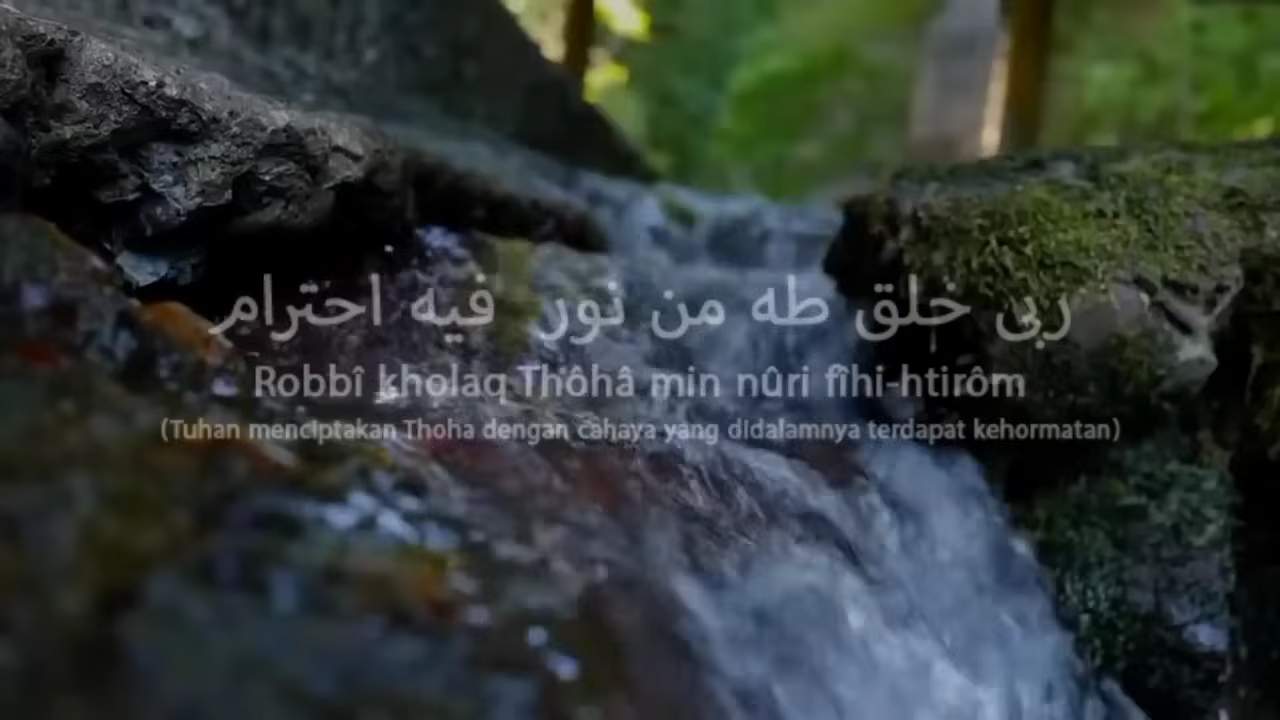 ربي خلق طه من نور فيه احترام
Robbî kholaq Thôhâ min nûri fîhi-htirôm
(Tuhan menciptakan Thoha dengan cahaya yang didalamnya terdapat kehormatan)